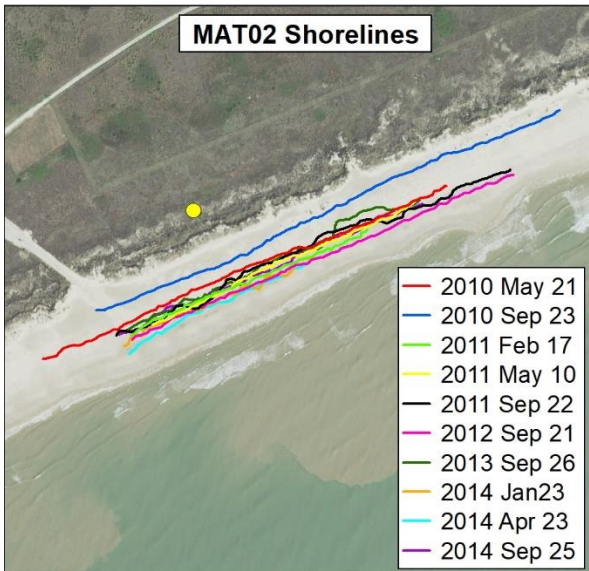 MAT02 Shorelines
2010 May 21
2010 Sep 23
2011 Feb 17
2011 May 10
2011 Sep 22
2012 Sep 21
2013 Sep 26
2014 Jan23
2014 Apr 23
2014 Sep 25